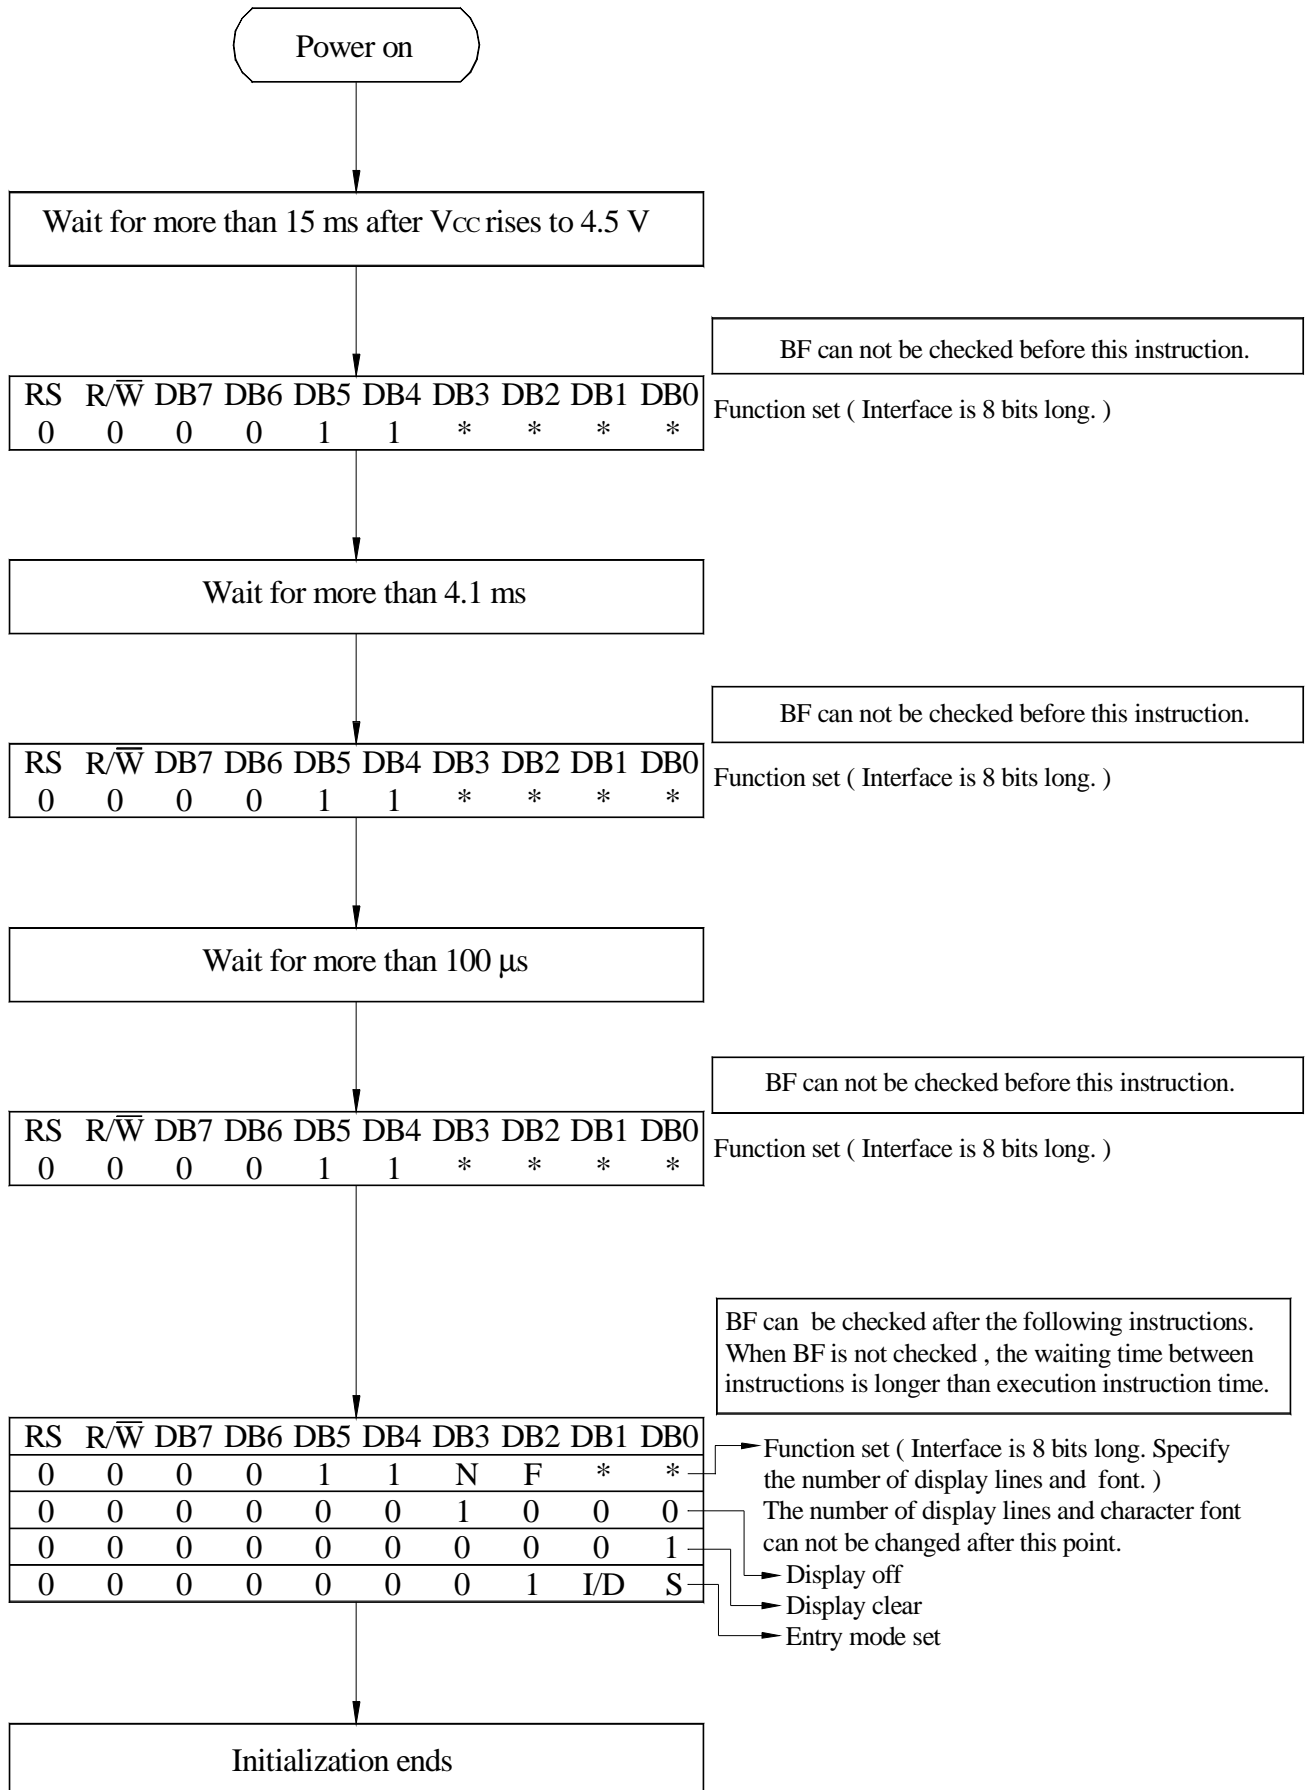 Power on
Wait for more than 15 ms after VCC rises to 4.5 V
BF can not be checked before this instruction.
RS R/W̅ DB7 DB6 DB5 DB4 DB3 DB2 DB1 DB0
0 0 0 0 1 1 * * * *
Function set ( Interface is 8 bits long. )
Wait for more than 4.1 ms
BF can not be checked before this instruction.
RS R/W̅ DB7 DB6 DB5 DB4 DB3 DB2 DB1 DB0
0 0 0 0 1 1 * * * *
Function set ( Interface is 8 bits long. )
Wait for more than 100 µs
BF can not be checked before this instruction.
RS R/W̅ DB7 DB6 DB5 DB4 DB3 DB2 DB1 DB0
0 0 0 0 1 1 * * * *
Function set ( Interface is 8 bits long. )
BF can be checked after the following instructions.
When BF is not checked , the waiting time between
instructions is longer than execution instruction time.
RS R/W̅ DB7 DB6 DB5 DB4 DB3 DB2 DB1 DB0
0 0 0 0 1 1 N F * *
0 0 0 0 0 0 1 0 0 0
0 0 0 0 0 0 0 0 0 1
0 0 0 0 0 0 0 1 I/D S
Function set ( Interface is 8 bits long. Specify
the number of display lines and font. )
The number of display lines and character font
can not be changed after this point.
Display off
Display clear
Entry mode set
Initialization ends